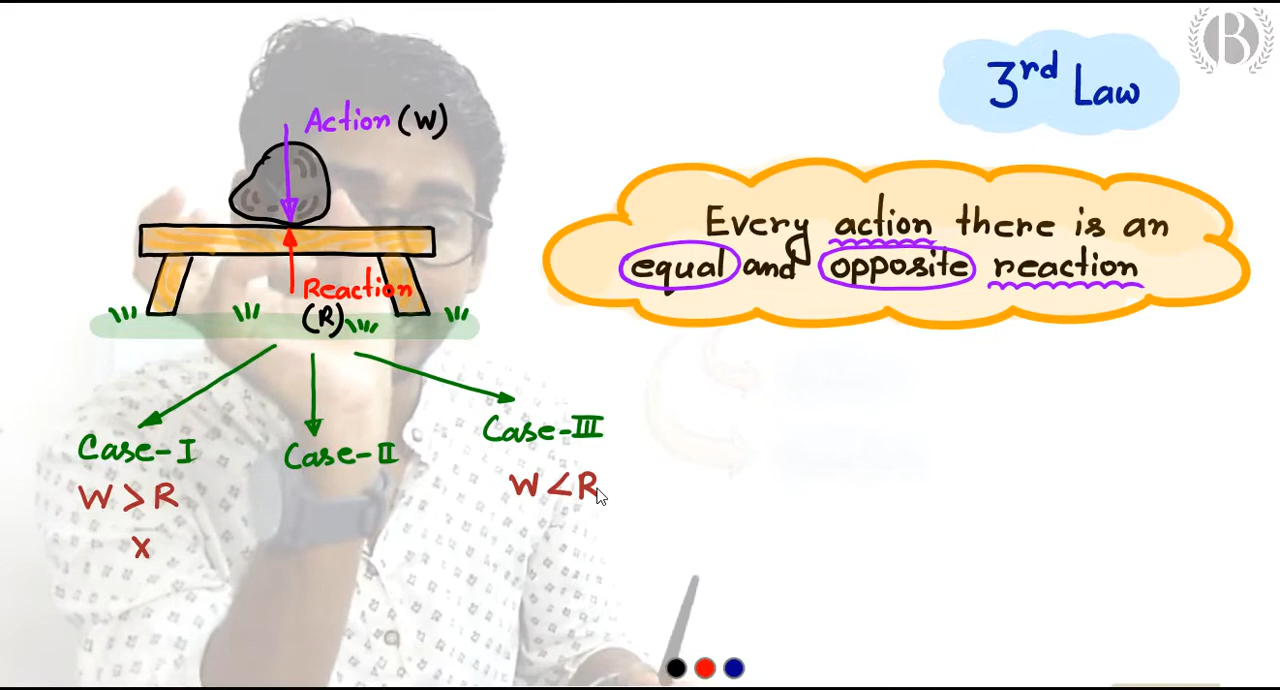 B
3rd Law
Action (W)
Every action there is an
equal and opposite reaction
Reaction
(R)
Case-I
Case-II
Case-III
W > R
W < R
x